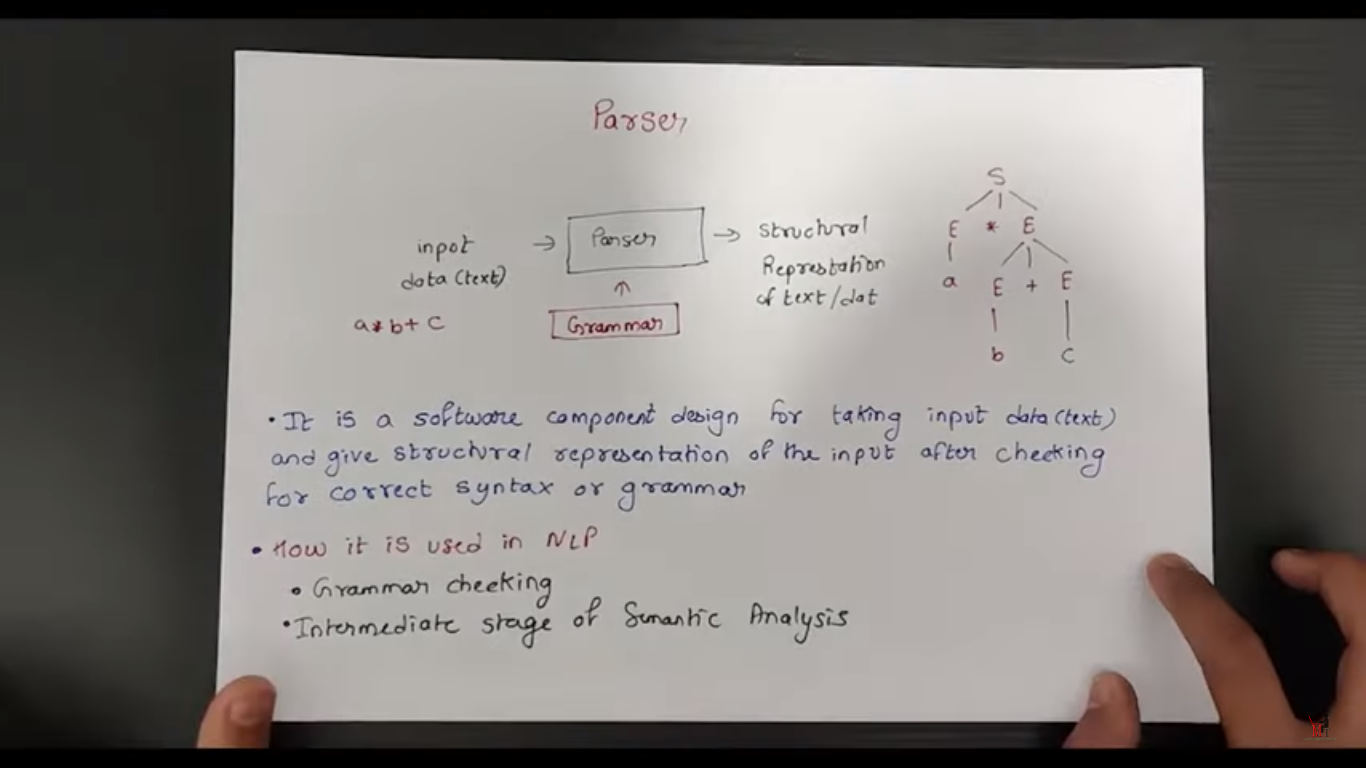 Parser
input
data (text)
a * b + c
→ Parser →
↑
Grammar
Structural
Represtation
of text/dat
S
E * E
a E + E
b C
• It is a software component design for taking input data (text)
and give structural representation of the input after checking
for correct syntax or grammar
• How it is used in NLP
• Grammar checking
• Intermediate stage of Semantic Analysis